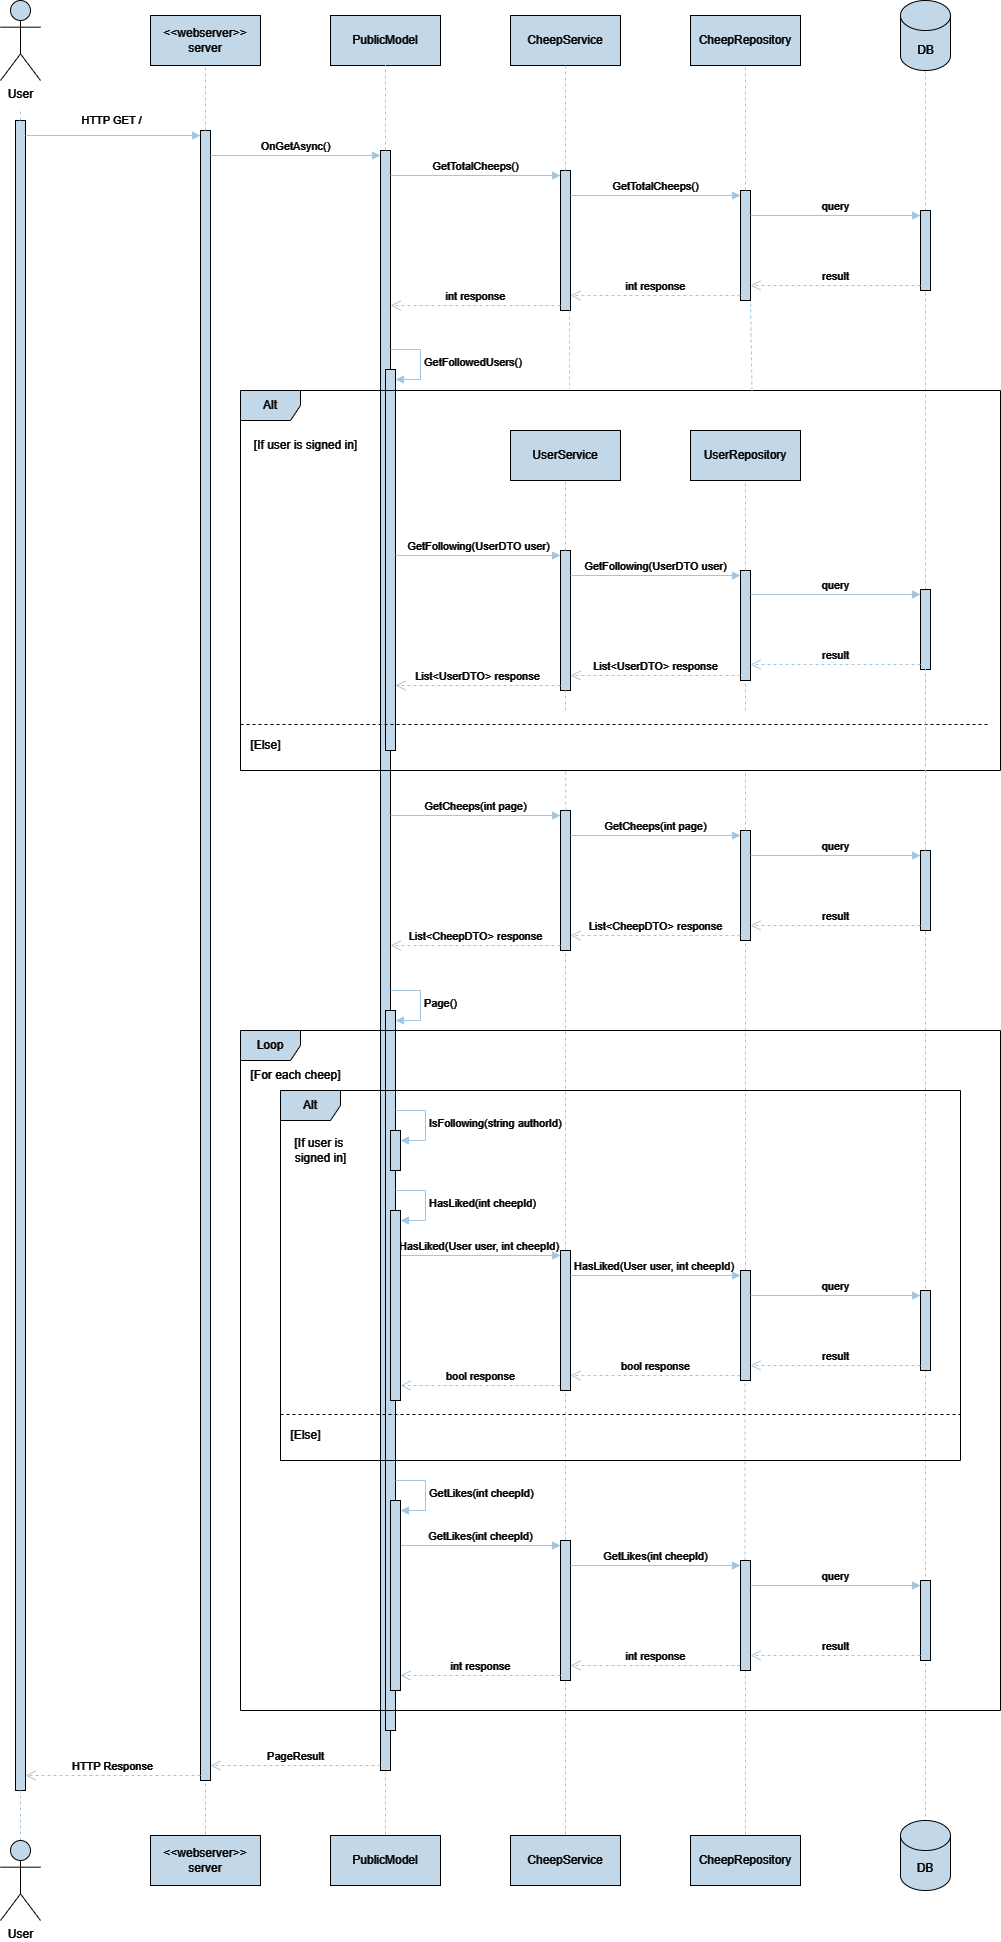 <<webserver>>
server
PublicModel
CheepService
CheepRepository
DB
User
HTTP GET /
OnGetAsync()
GetTotalCheeps()
GetTotalCheeps()
query
result
int response
int response
GetFollowedUsers()
Alt
[If user is signed in]
UserService
UserRepository
GetFollowing(UserDTO user)
GetFollowing(UserDTO user)
query
result
List<UserDTO> response
List<UserDTO> response
[Else]
GetCheeps(int page)
GetCheeps(int page)
query
result
List<CheepDTO> response
List<CheepDTO> response
Page()
Loop
[For each cheep]
Alt
IsFollowing(string authorId)
[If user is
signed in]
HasLiked(int cheepId)
HasLiked(User user, int cheepId)
HasLiked(User user, int cheepId)
query
result
bool response
bool response
[Else]
GetLikes(int cheepId)
GetLikes(int cheepId)
GetLikes(int cheepId)
query
result
int response
int response
PageResult
HTTP Response
<<webserver>>
server
PublicModel
CheepService
CheepRepository
DB
User